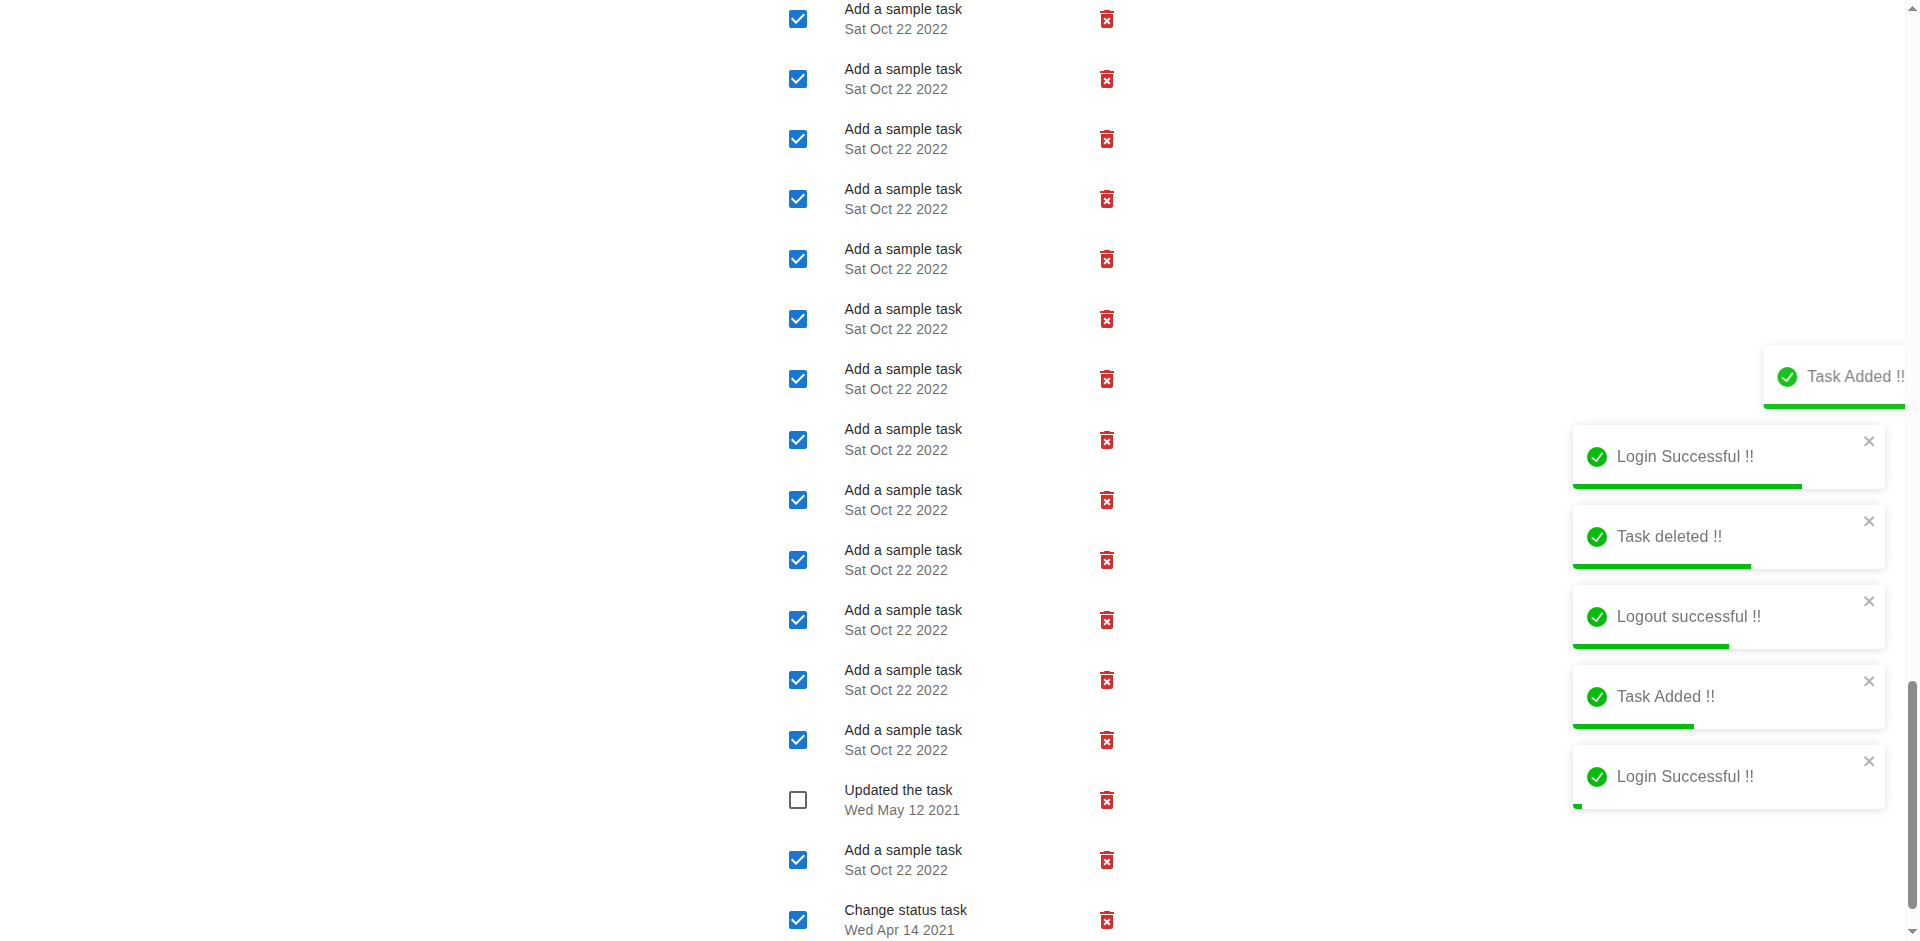 Add a sample task
Sat Oct 22 2022
Add a sample task
Sat Oct 22 2022
Add a sample task
Sat Oct 22 2022
Add a sample task
Sat Oct 22 2022
Add a sample task
Sat Oct 22 2022
Add a sample task
Sat Oct 22 2022
Add a sample task
Sat Oct 22 2022
Add a sample task
Sat Oct 22 2022
Add a sample task
Sat Oct 22 2022
Add a sample task
Sat Oct 22 2022
Add a sample task
Sat Oct 22 2022
Add a sample task
Sat Oct 22 2022
Add a sample task
Sat Oct 22 2022
Updated the task
Wed May 12 2021
Add a sample task
Sat Oct 22 2022
Change status task
Wed Apr 14 2021
Task Added !!
Login Successful !!
Task deleted !!
Logout successful !!
Task Added !!
Login Successful !!